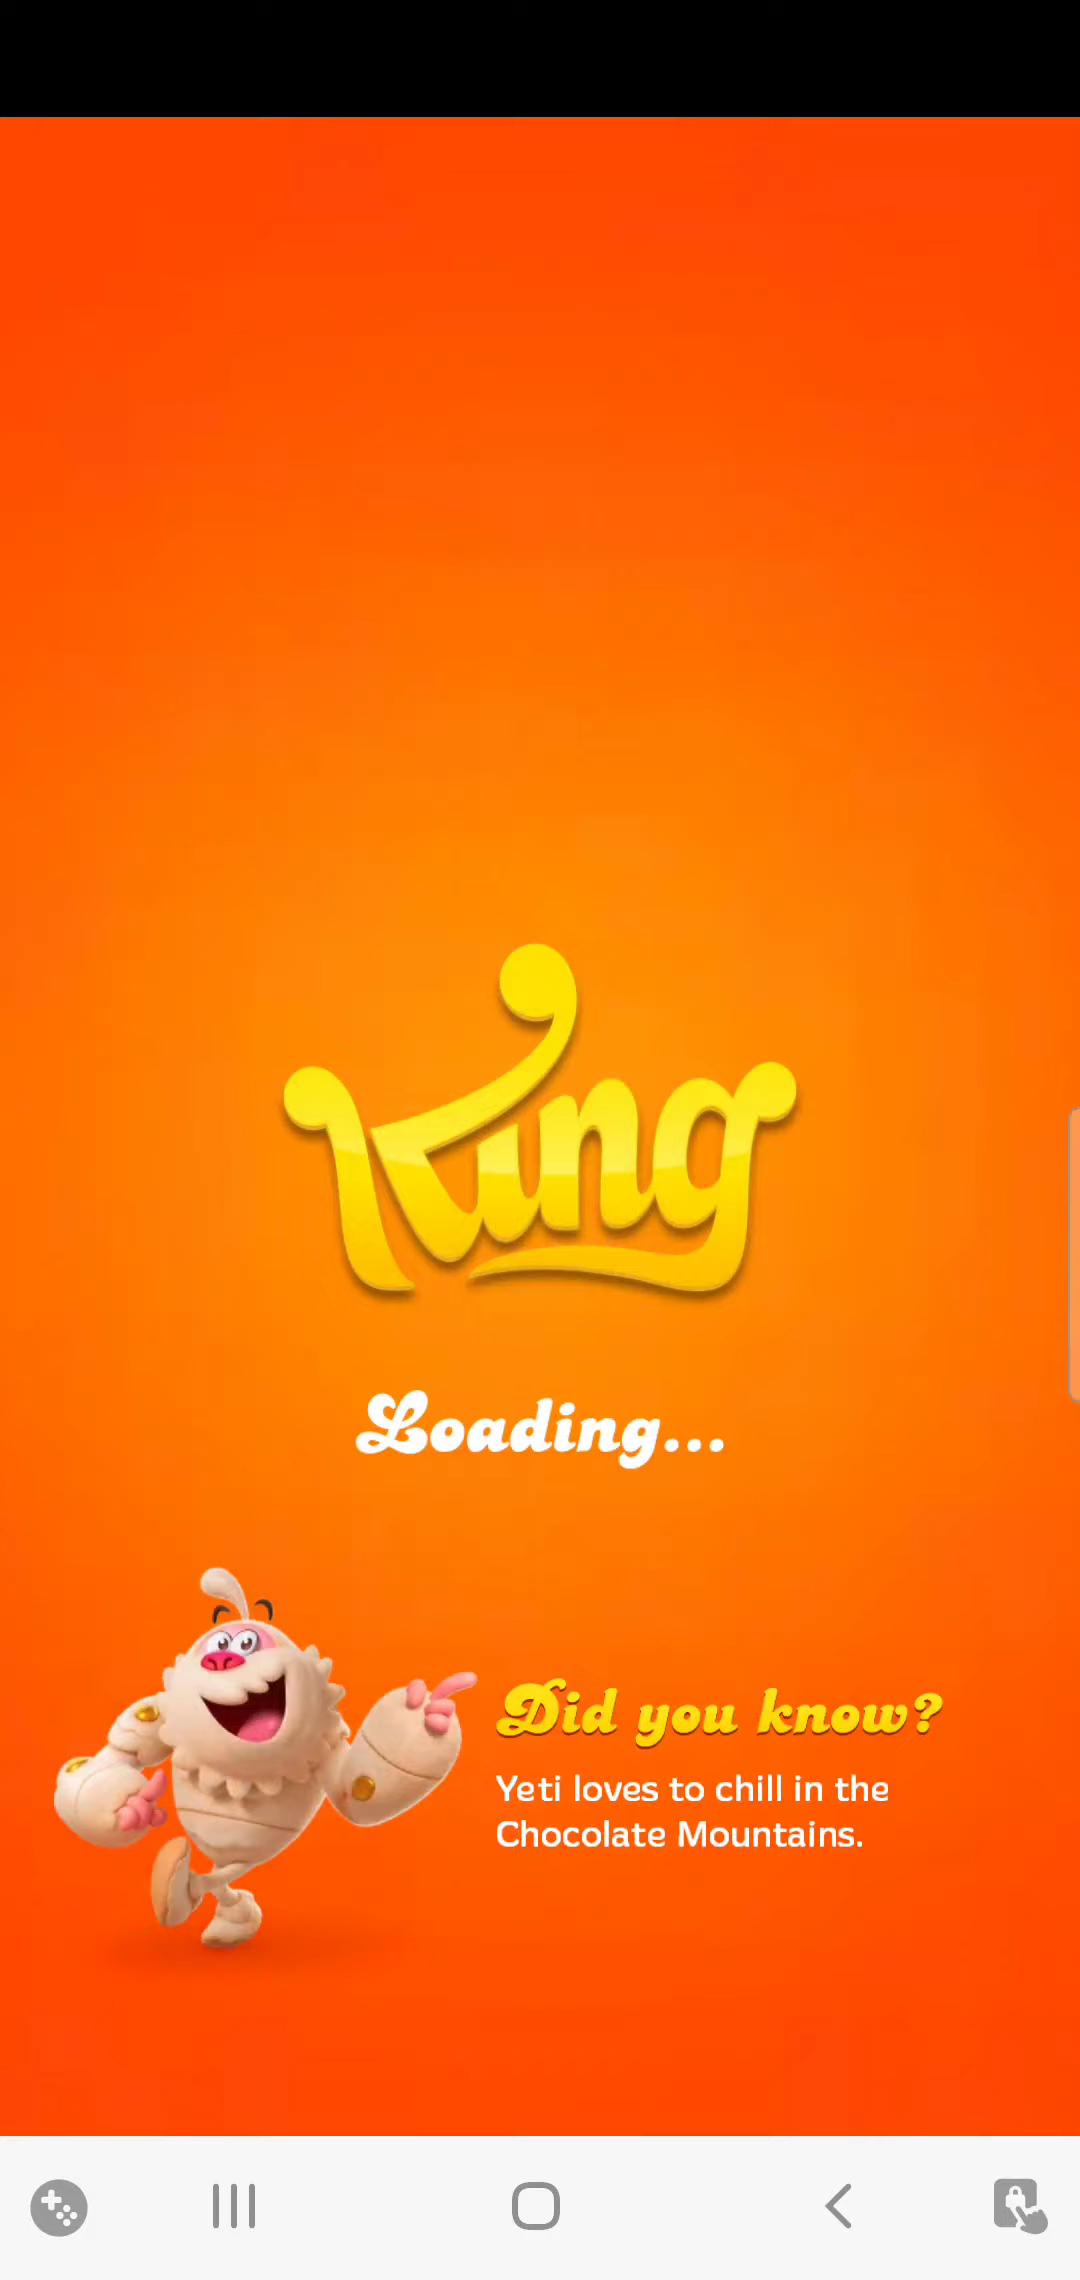 King
Loading...
Did you know?
Yeti loves to chill in the
Chocolate Mountains.